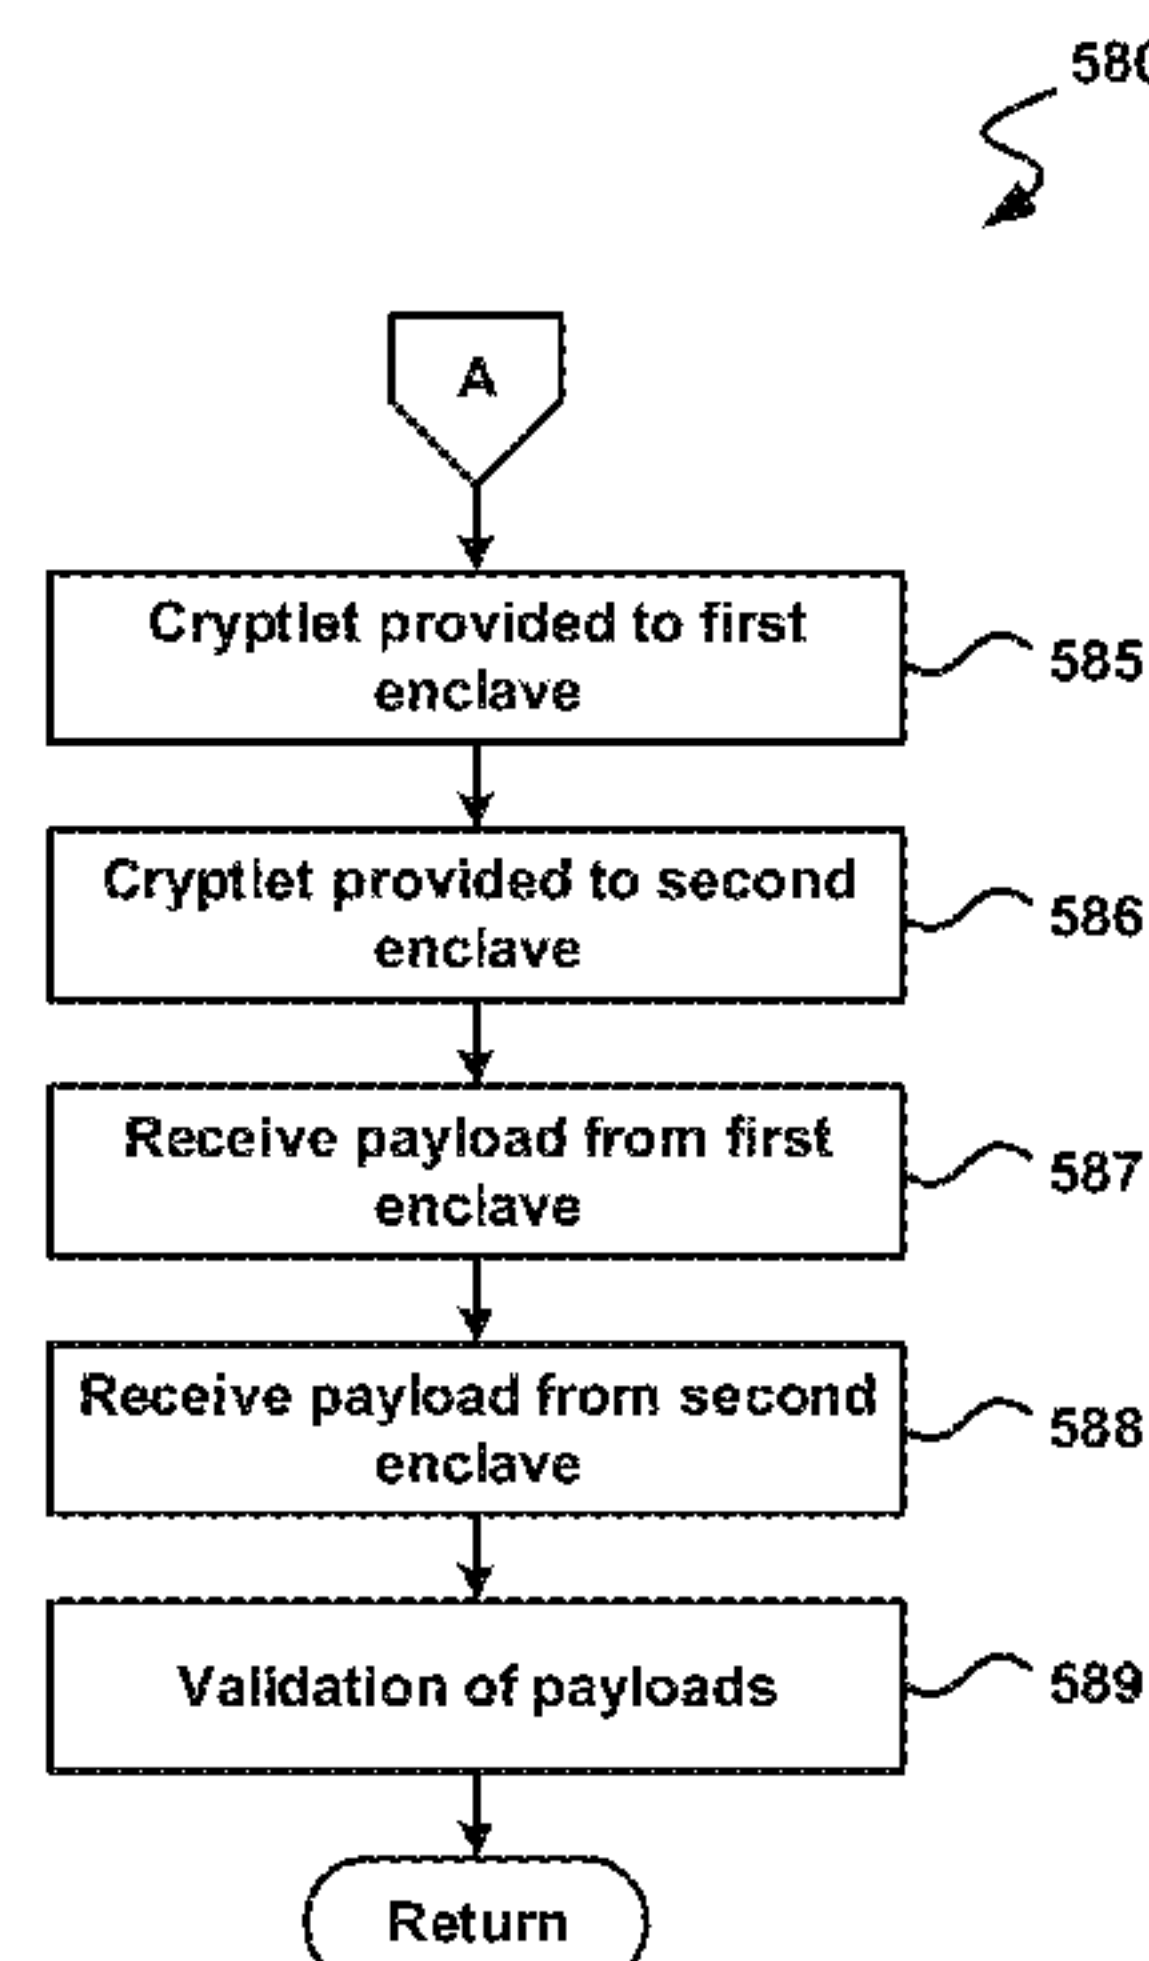 580
A
Cryptlet provided to first
enclave
585
Cryptlet provided to second
enclave
586
Receive payload from first
enclave
587
Receive payload from second
enclave
588
Validation of payloads
589
Return